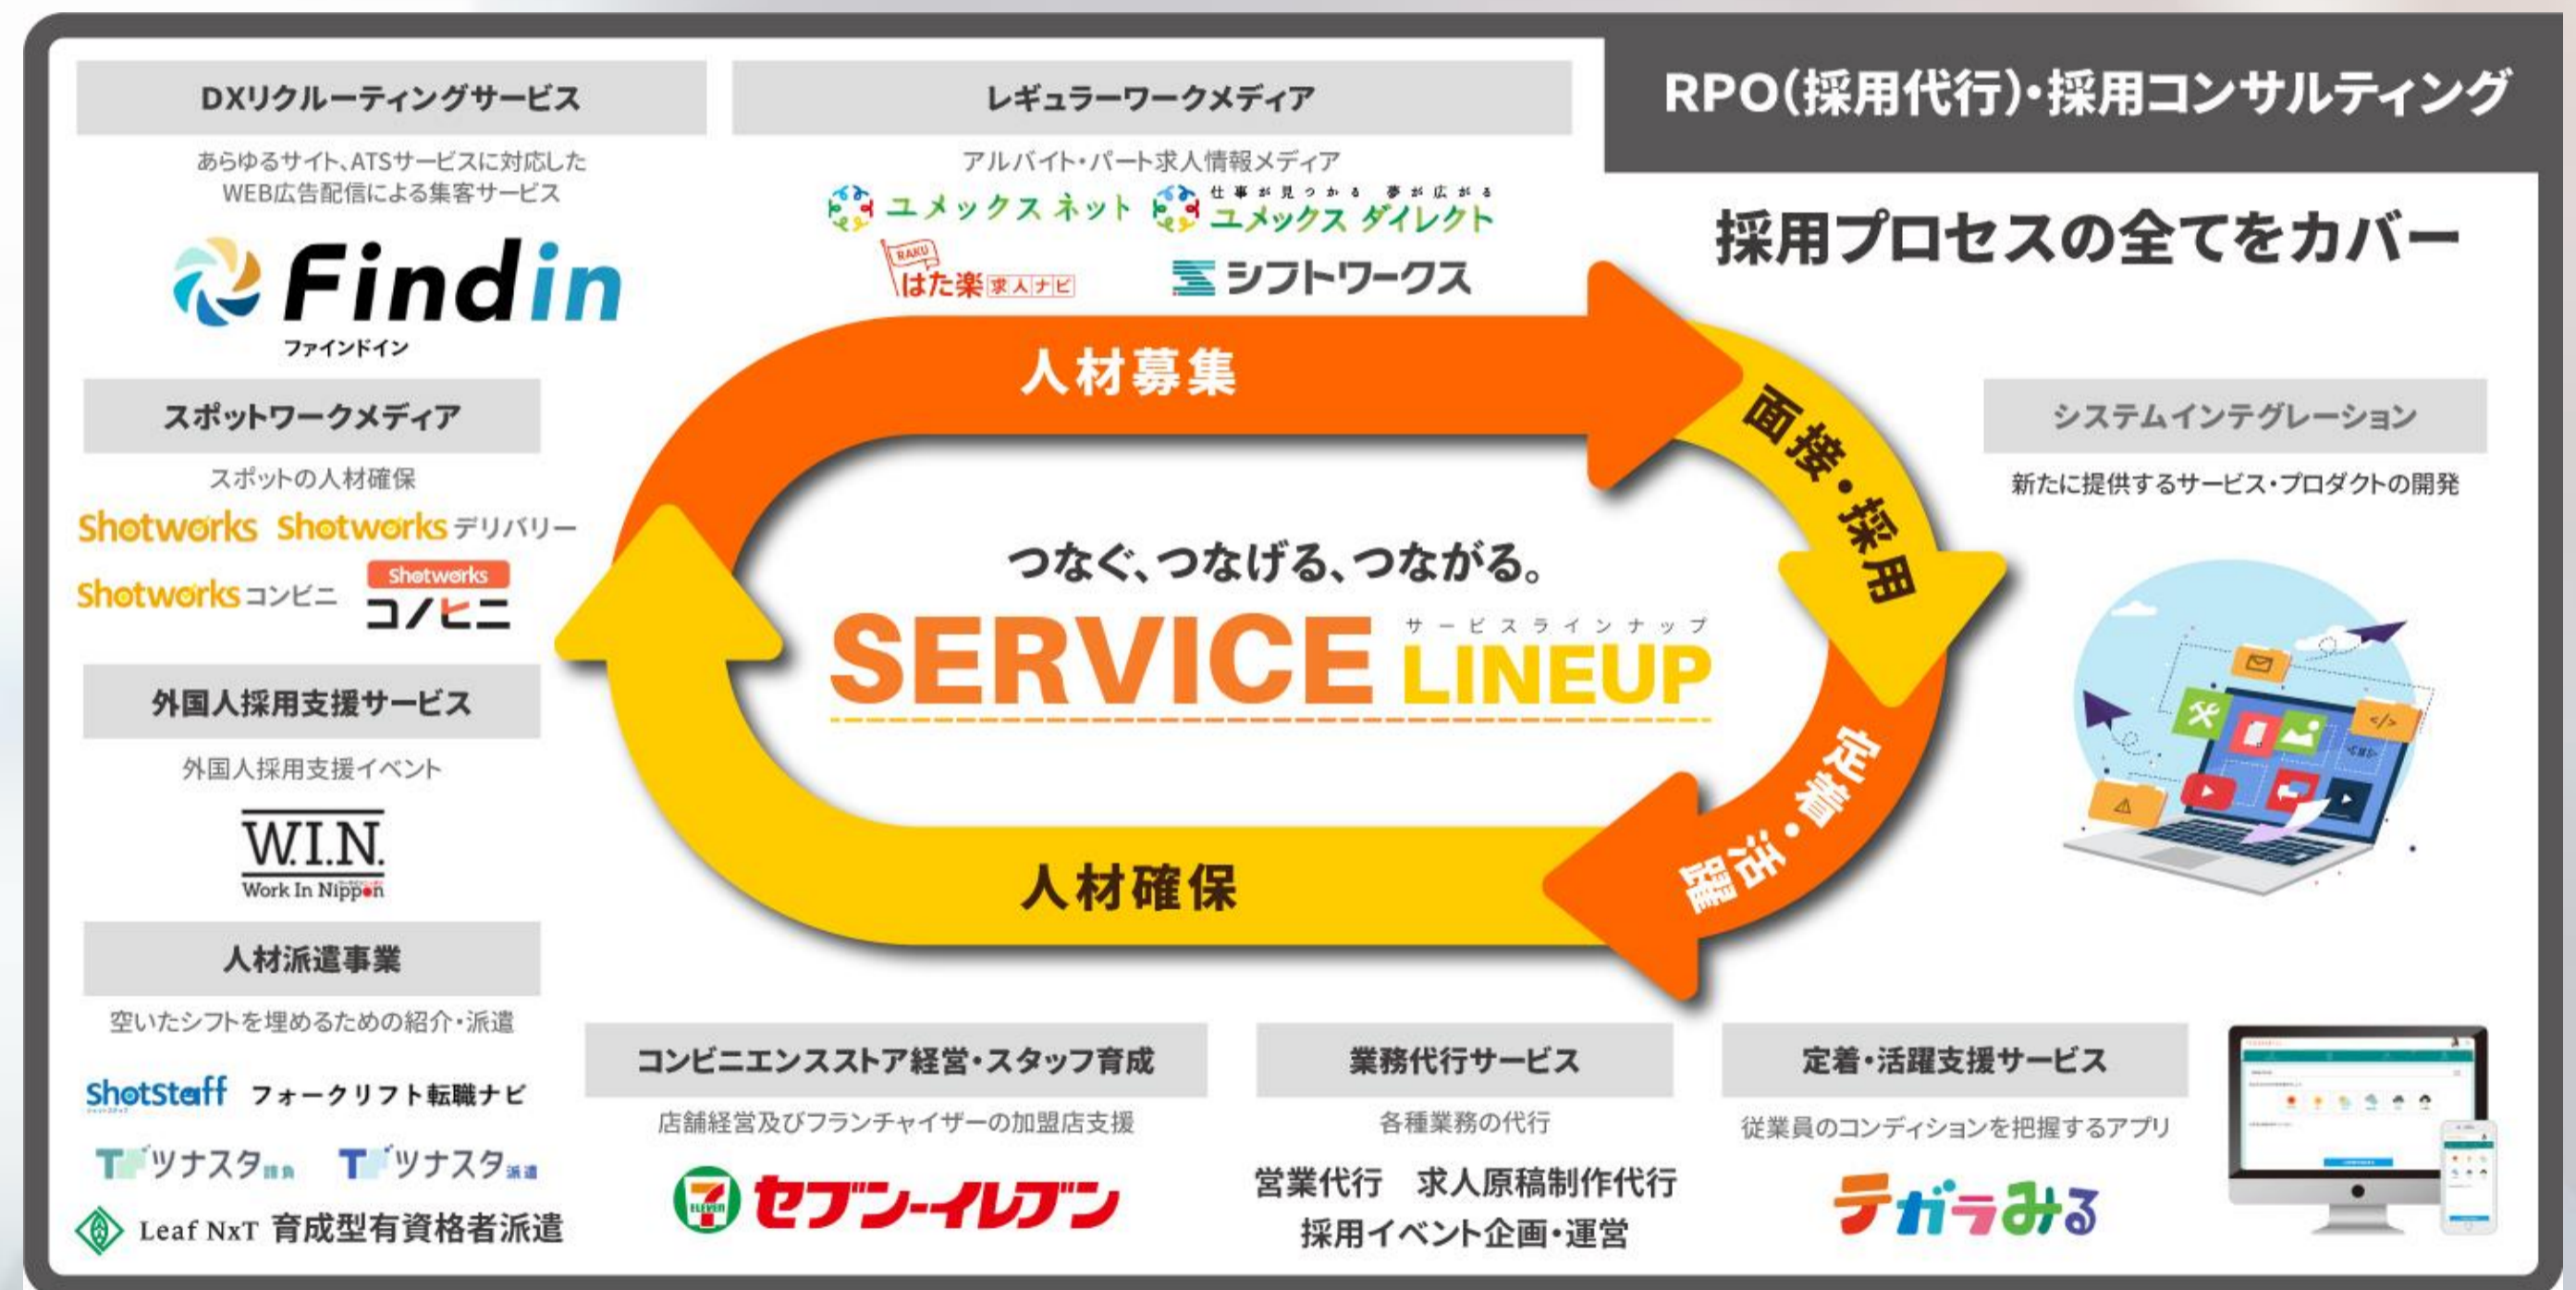 DXリクルーティングサービス
あらゆるサイト、ATSサービスに対応した
WEB広告配信による集客サービス
Findin
ファインドイン
レギュラーワークメディア
アルバイト・パート求人情報メディア
ユメックス ネット
仕事が見つかる 夢が広がる
ユメックス ダイレクト
RAKU
はた楽 求人ナビ
シフトワークス
RPO(採用代行)・採用コンサルティング
採用プロセスの全てをカバー
スポットワークメディア
スポットの人材確保
Shotworks
Shotworks デリバリー
Shotworks コンビニ
Shotworks
コノヒニ
外国人採用支援サービス
外国人採用支援イベント
W.I.N.
Work In Nippon
人材派遣事業
空いたシフトを埋めるための紹介・派遣
ShotStaff
フォークリフト転職ナビ
ツナスタ 請負
ツナスタ 派遣
Leaf NxT 育成型有資格者派遣
人材募集
面接・採用
定着・活躍
人材確保
つなぐ、つなげる、つながる。
サービスラインナップ
SERVICE LINEUP
システムインテグレーション
新たに提供するサービス・プロダクトの開発
</>
コンビニエンスストア経営・スタッフ育成
店舗経営及びフランチャイザーの加盟店支援
7
ELEVEN
セブン-イレブン
業務代行サービス
各種業務の代行
営業代行 求人原稿制作代行
採用イベント企画・運営
定着・活躍支援サービス
従業員のコンディションを把握するアプリ
テガラみる